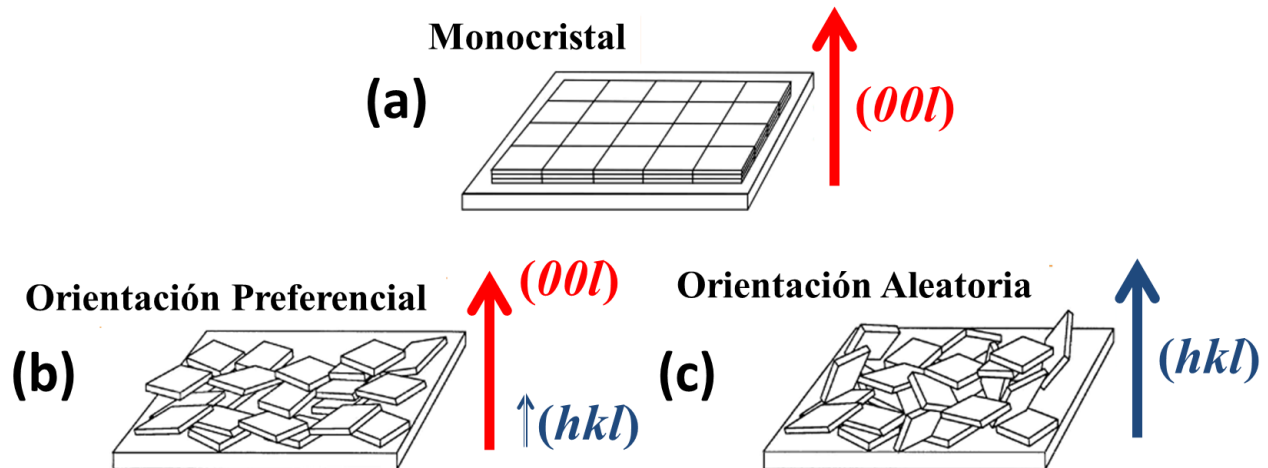 Monocristal
(a)
(00l)
Orientación Preferencial
(00l)
(b)
(hkl)
Orientación Aleatoria
(c)
(hkl)